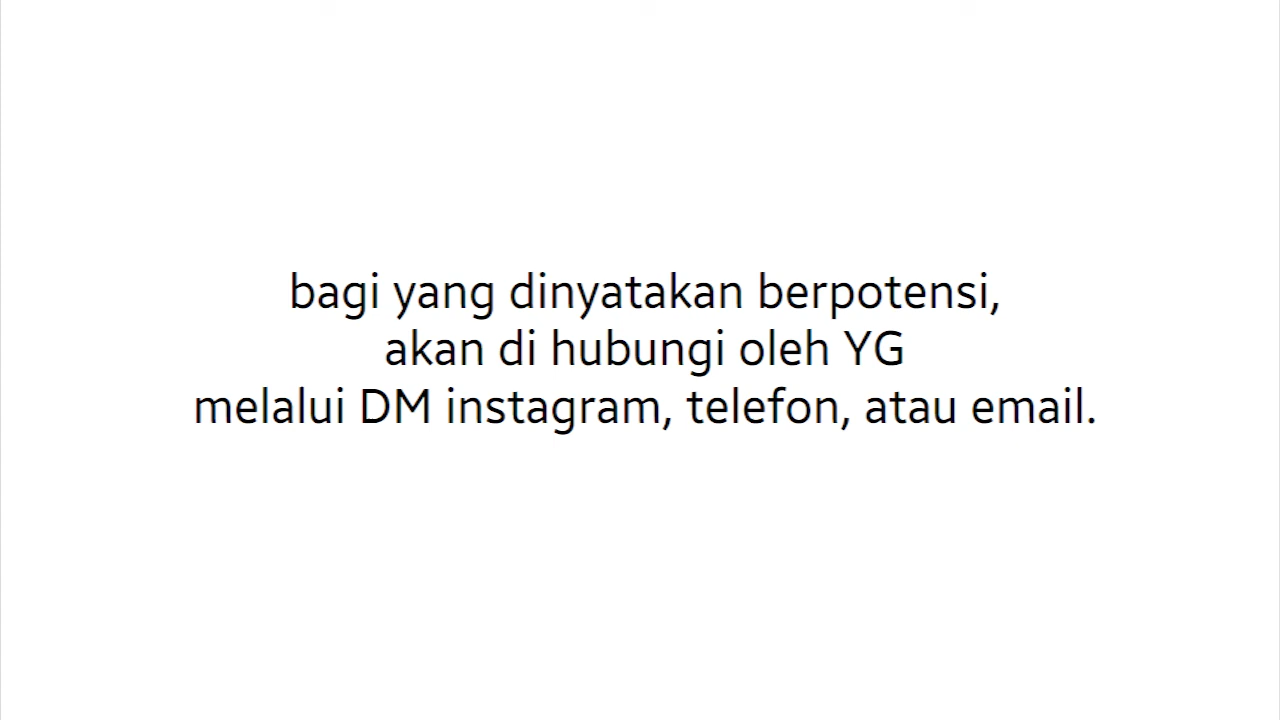 bagi yang dinyatakan berpotensi,
akan di hubungi oleh YG
melalui DM instagram, telefon, atau email.